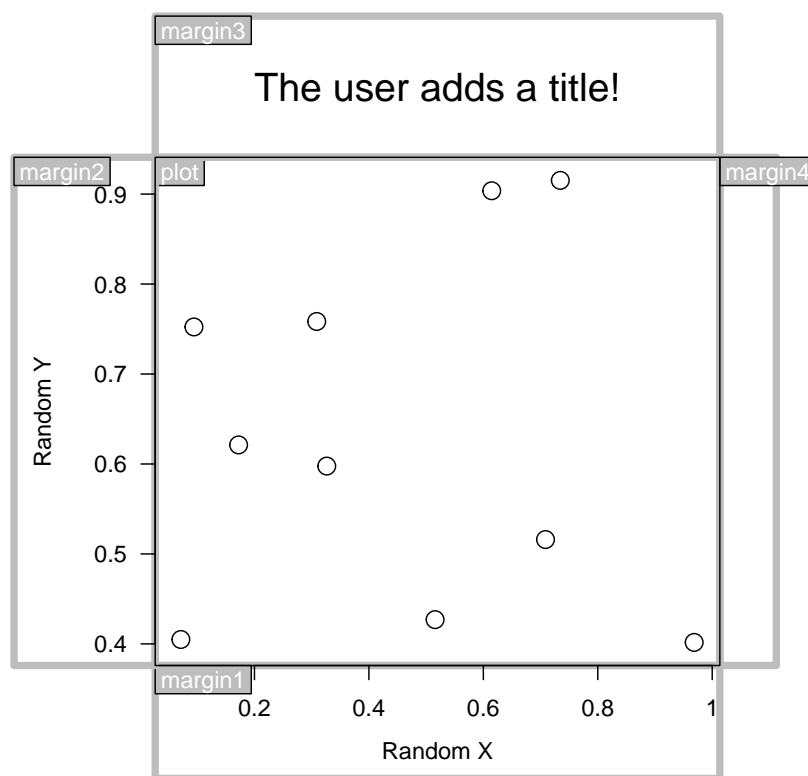 margin3
The user adds a title!
margin2
plot
margin4
0.9
0.8
0.7
0.6
0.5
0.4
Random Y
margin1
0.2 0.4 0.6 0.8 1
Random X